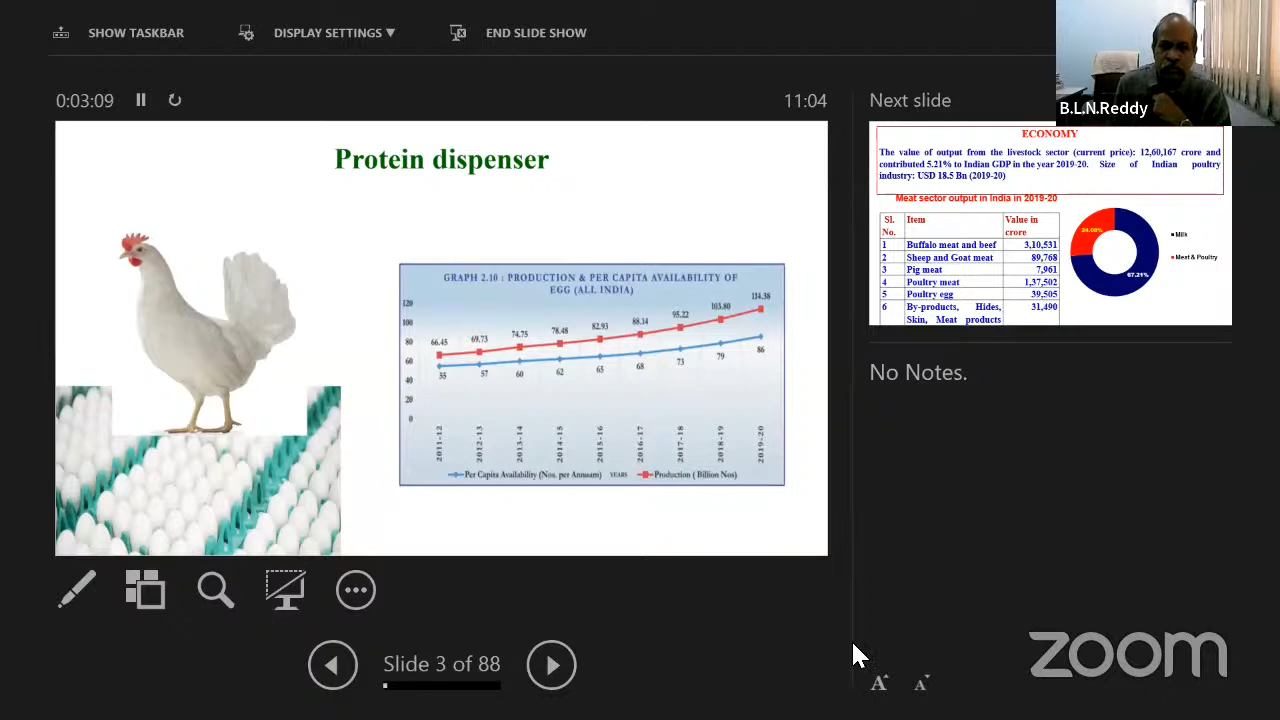 SHOW TASKBAR
DISPLAY SETTINGS ▼
END SLIDE SHOW
B.L.N.Reddy
0:03:09
11:04
Next slide
Protein dispenser
GRAPH 2.10 : PRODUCTION & PER CAPITA AVAILABILITY OF
EGG (ALL INDIA)
120
100
80
60
40
20
0
66.45
69.73
74.75
78.48
82.93
88.14
95.22
103.80
114.38
55
57
60
62
65
68
73
79
86
2011-12
2012-13
2013-14
2014-15
2015-16
2016-17
2017-18
2018-19
2019-20
Per Capita Availability (Nos. per Annum)
YEARS
Production ( Billion Nos)
ECONOMY
The value of output from the livestock sector (current price): 12,60,167 crore and
contributed 5.21% to Indian GDP in the year 2019-20. Size of Indian poultry
industry: USD 18.5 Bn (2019-20)
Meat sector output in India in 2019-20
Sl. No. Item Value in crore
1 Buffalo meat and beef 3,10,531
2 Sheep and Goat meat 89,768
3 Pig meat 7,961
4 Poultry meat 1,37,502
5 Poultry egg 39,505
6 By-products, Hides, 31,490
Skin, Meat products
67.21%
Milk
Meat & Poultry
No Notes.
Slide 3 of 88
A A
zoom